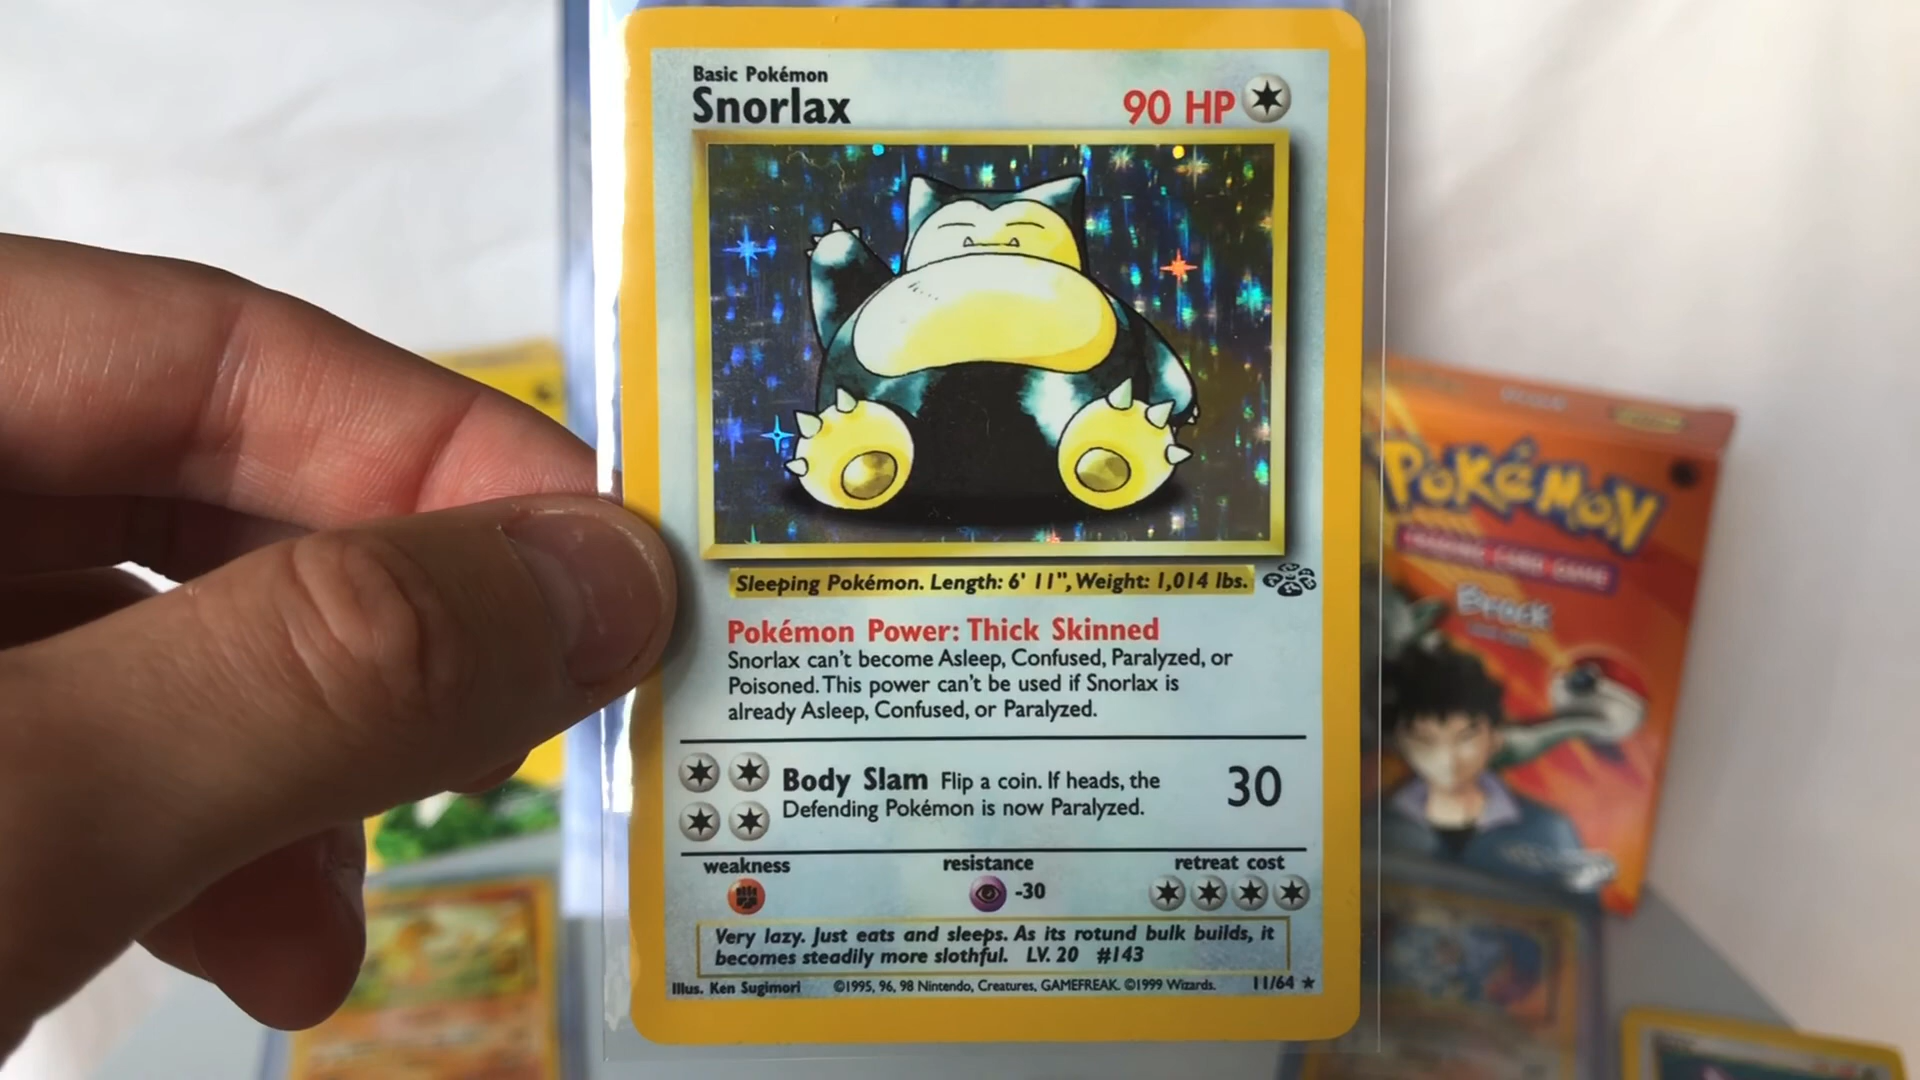 Basic Pokémon
Snorlax
90 HP
Sleeping Pokémon. Length: 6' 11", Weight: 1,014 lbs.
Pokémon Power: Thick Skinned
Snorlax can't become Asleep, Confused, Paralyzed, or
Poisoned. This power can't be used if Snorlax is
already Asleep, Confused, or Paralyzed.
Body Slam Flip a coin. If heads, the
Defending Pokémon is now Paralyzed.
30
weakness
resistance
retreat cost
-30
Very lazy. Just eats and sleeps. As its rotund bulk builds, it
becomes steadily more slothful. LV. 20 #143
Illus. Ken Sugimori
©1995, 96, 98 Nintendo, Creatures, GAMEFREAK. ©1999 Wizards.
11/64 ★
POKéMON
TRADING CARD GAME
Brock